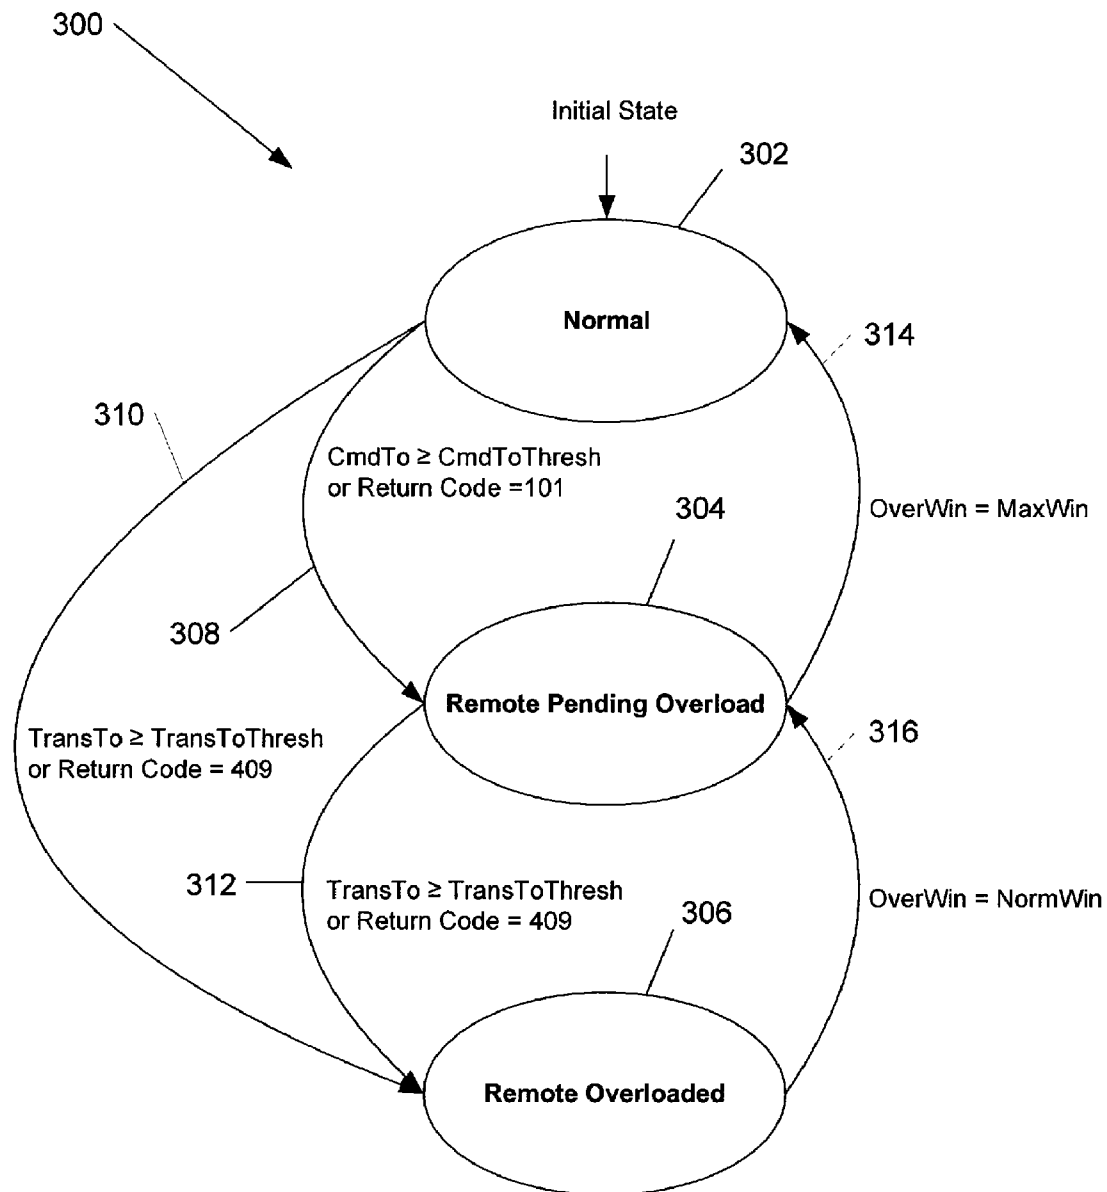 300
Initial State
302
Normal
314
310
CmdTo ≥ CmdToThresh
or Return Code =101
304
OverWin = MaxWin
308
Remote Pending Overload
316
TransTo ≥ TransToThresh
or Return Code = 409
312
TransTo ≥ TransToThresh
or Return Code = 409
306
OverWin = NormWin
Remote Overloaded